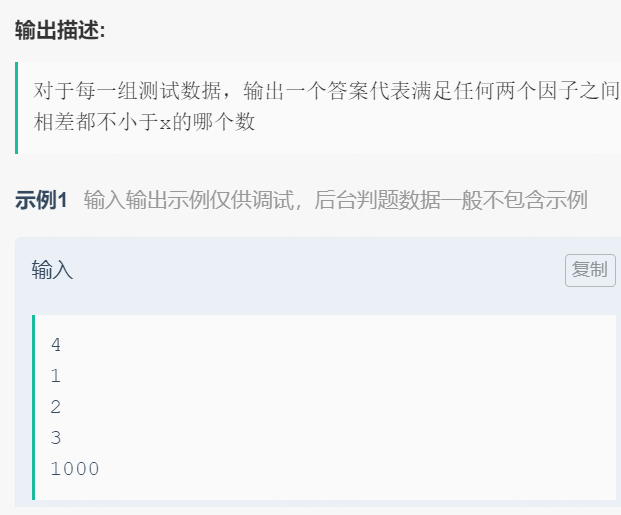 输出描述:
对于每一组测试数据，输出一个答案代表满足任何两个因子之间
相差都不小于x的哪个数
示例1 输入输出示例仅供调试，后台判题数据一般不包含示例
输入
复制
4
1
2
3
1000